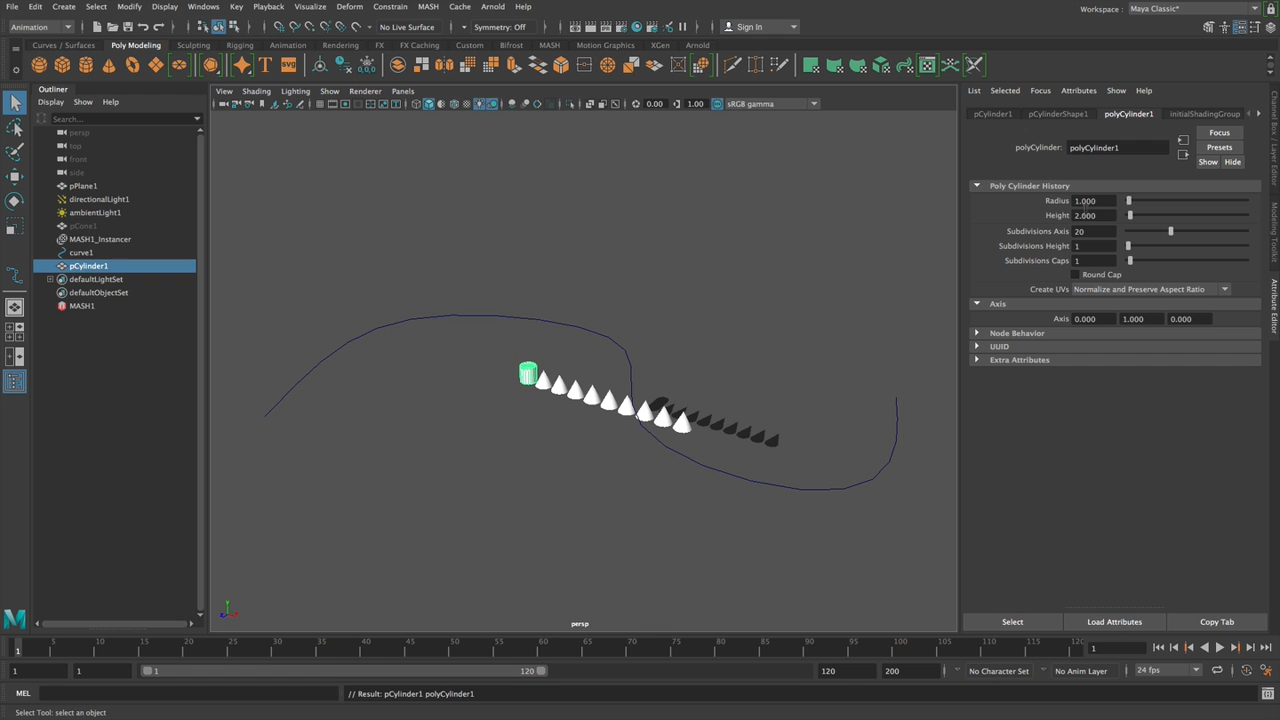 File Edit Create Select Modify Display Windows Key Playback Visualize Deform Constrain MASH Cache Arnold Help Workspace : Maya Classic*
Animation No Live Surface Symmetry: Off Sign In
Curves / Surfaces Poly Modeling Sculpting Rigging Animation Rendering FX FX Caching Custom Bifrost MASH Motion Graphics XGen Arnold
Outliner
Display Show Help
Search...
persp
top
front
side
pPlane1
directionalLight1
ambientLight1
pCone1
MASH1_Instancer
curve1
pCylinder1
defaultLightSet
defaultObjectSet
MASH1
View Shading Lighting Show Renderer Panels
0.00 1.00 sRGB gamma
persp
List Selected Focus Attributes Show Help
pCylinder1 pCylinderShape1 polyCylinder1 initialShadingGroup
polyCylinder: polyCylinder1
Focus
Presets
Show Hide
Poly Cylinder History
Radius 1.000
Height 2.000
Subdivisions Axis 20
Subdivisions Height 1
Subdivisions Caps 1
Round Cap
Create UVs Normalize and Preserve Aspect Ratio
Axis
Axis 0.000 1.000 0.000
Node Behavior
UUID
Extra Attributes
Select Load Attributes Copy Tab
Channel Box / Layer Editor
Modeling Toolkit
Attribute Editor
5 10 15 20 25 30 35 40 45 50 55 60 65 70 75 80 85 90 95 100 105 110 115 120
1 1
1 1 1 120 120 200 No Character Set No Anim Layer 24 fps
MEL // Result: pCylinder1 polyCylinder1
Select Tool: select an object